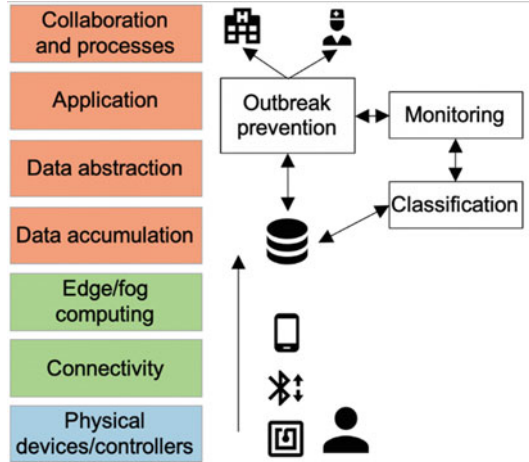 Collaboration
and processes
Application
Data abstraction
Data accumulation
Edge/fog
computing
Connectivity
Physical
devices/controllers
Outbreak
prevention
Monitoring
Classification